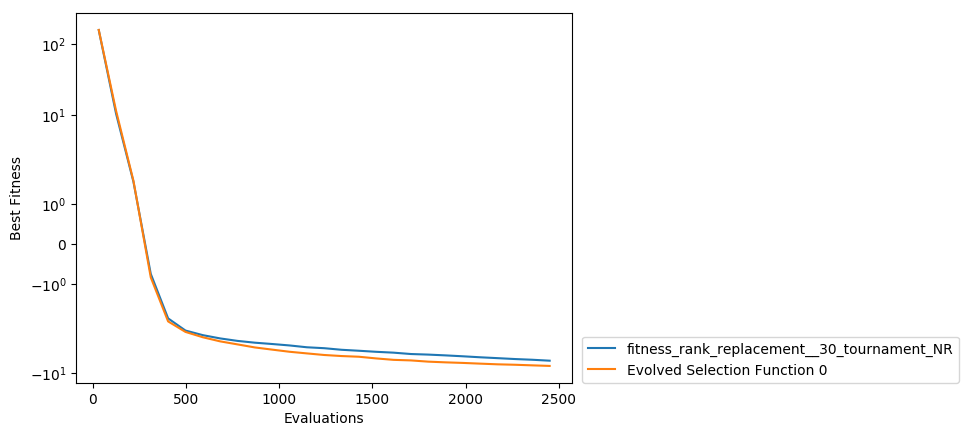 Best Fitness
10²
10¹
10⁰
0
−10⁰
−10¹
0 500 1000 1500 2000 2500
Evaluations
fitness_rank_replacement__30_tournament_NR
Evolved Selection Function 0